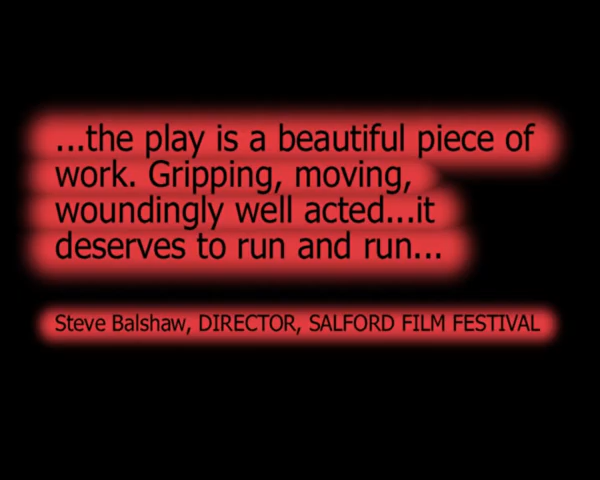 ...the play is a beautiful piece of
work. Gripping, moving,
woundingly well acted...it
deserves to run and run...
Steve Balshaw, DIRECTOR, SALFORD FILM FESTIVAL